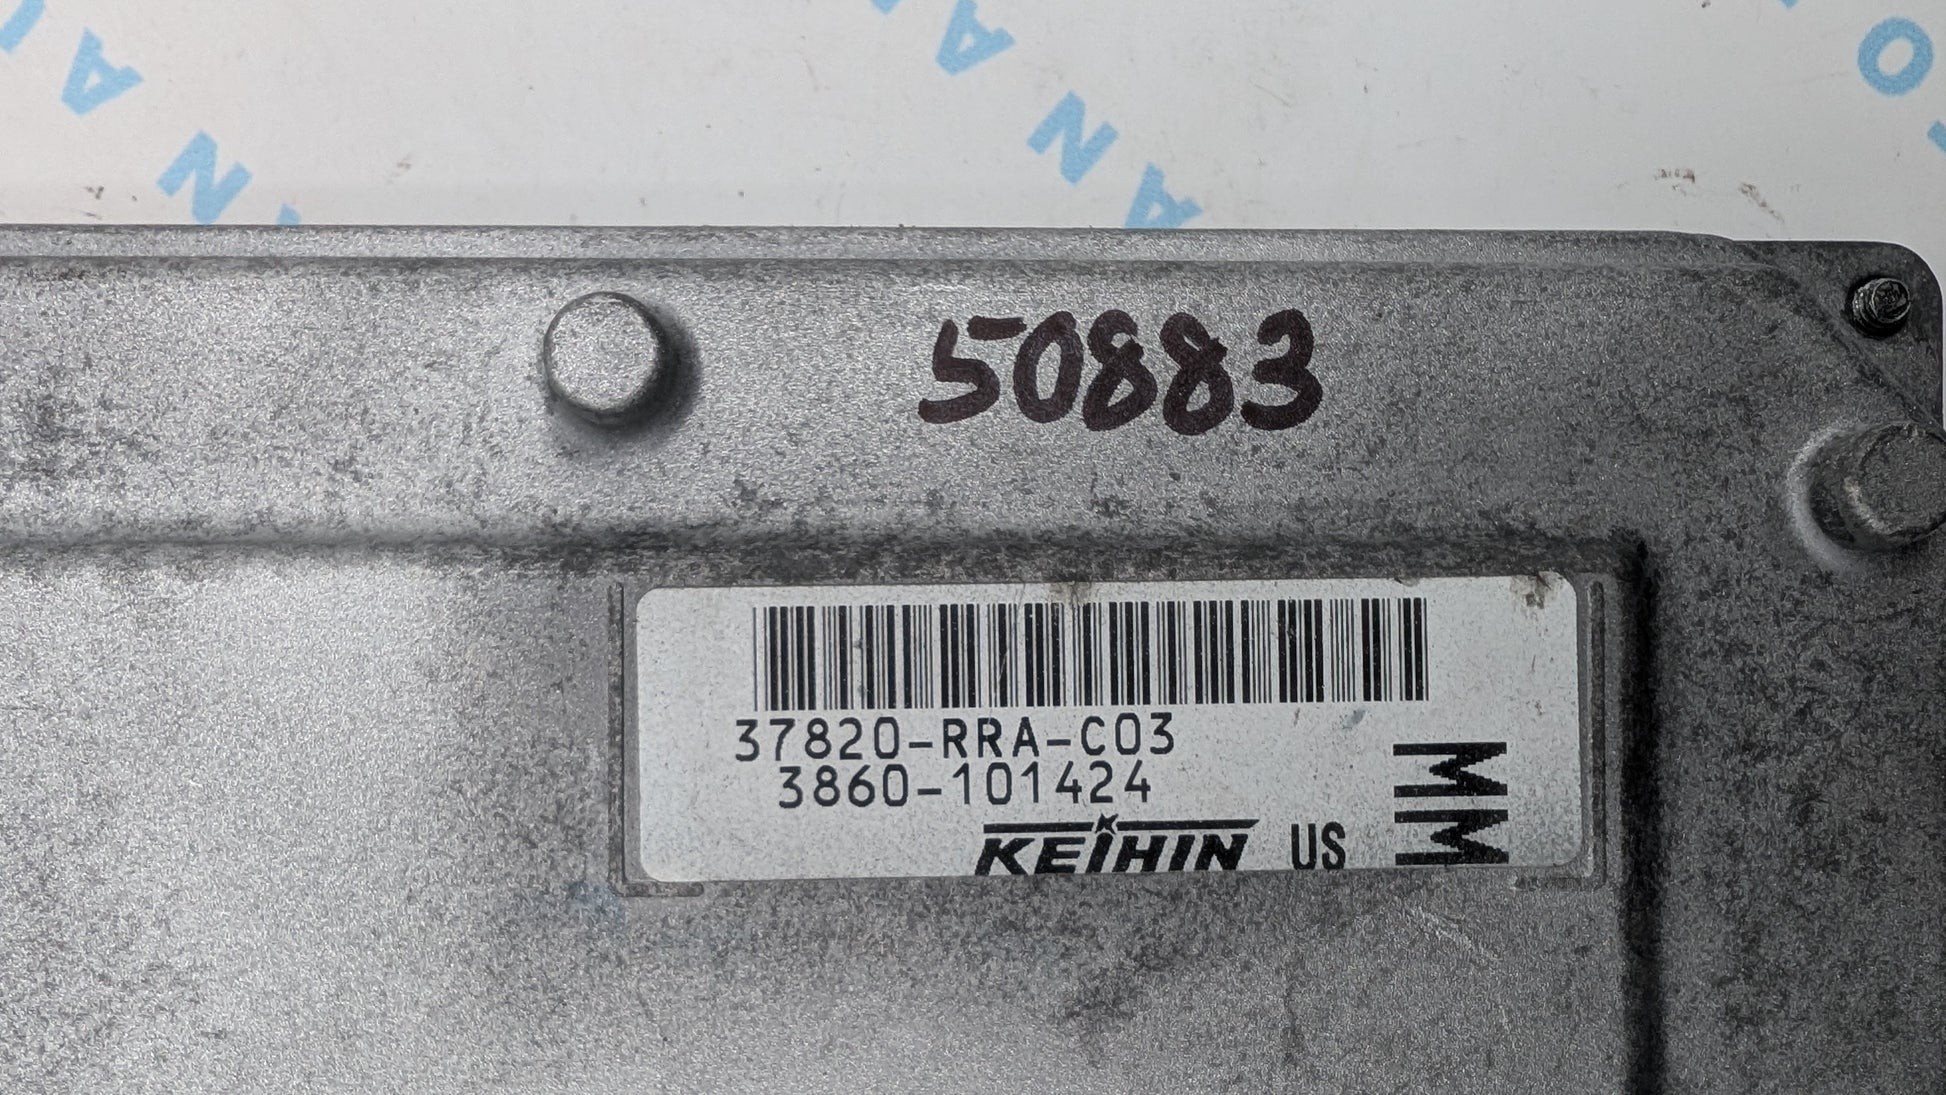 50883
37820-RRA-C03
3860-101424
KEIHIN US
MM